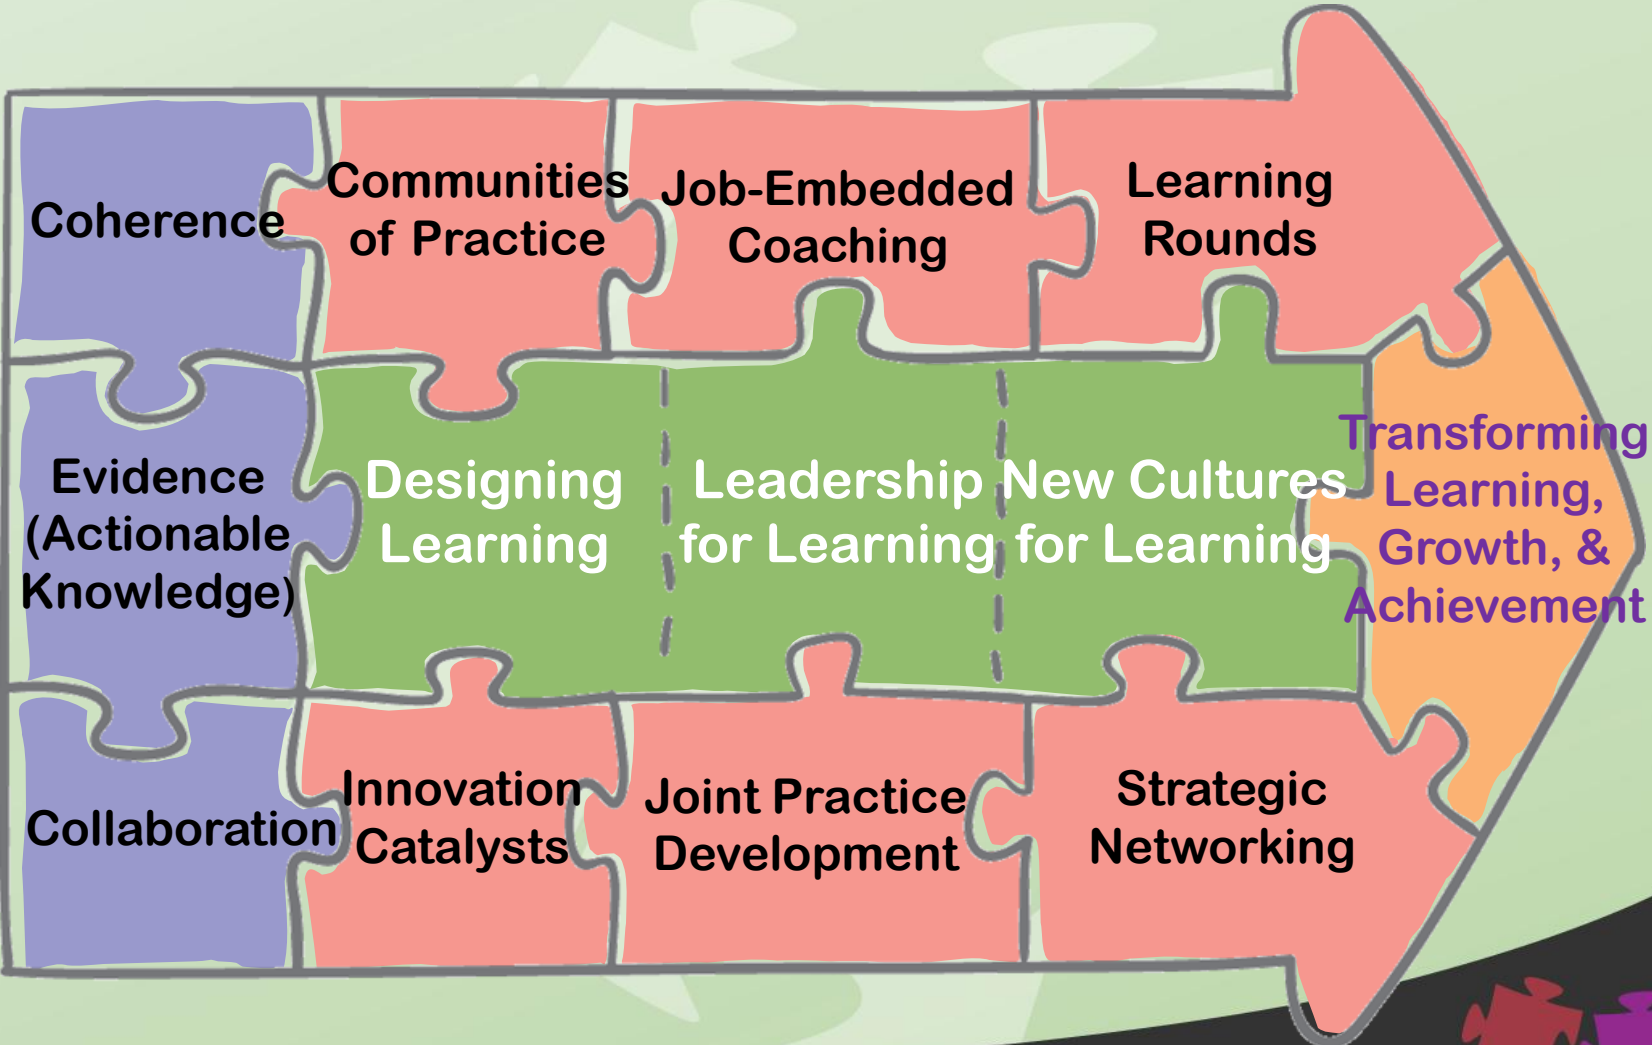 Coherence
Communities
of Practice
Job-Embedded
Coaching
Learning
Rounds
Evidence
(Actionable
Knowledge)
Designing
Learning
Leadership
for Learning
New Cultures
for Learning
Transforming
Learning,
Growth, &
Achievement
Collaboration
Innovation
Catalysts
Joint Practice
Development
Strategic
Networking